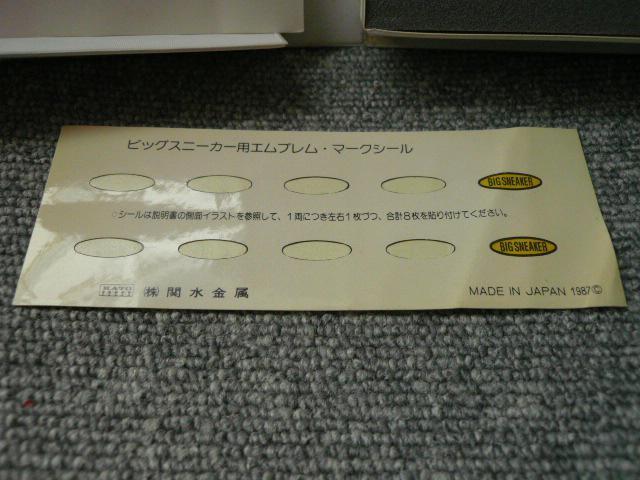 ビッグスニーカー用エムブレム・マークシール
BIG SNEAKER
○シールは説明書の側面イラストを参照して、1両につき左右1枚づつ、合計8枚を貼り付けてください。
BIG SNEAKER
KATO ㈱関水金属 MADE IN JAPAN 1987©